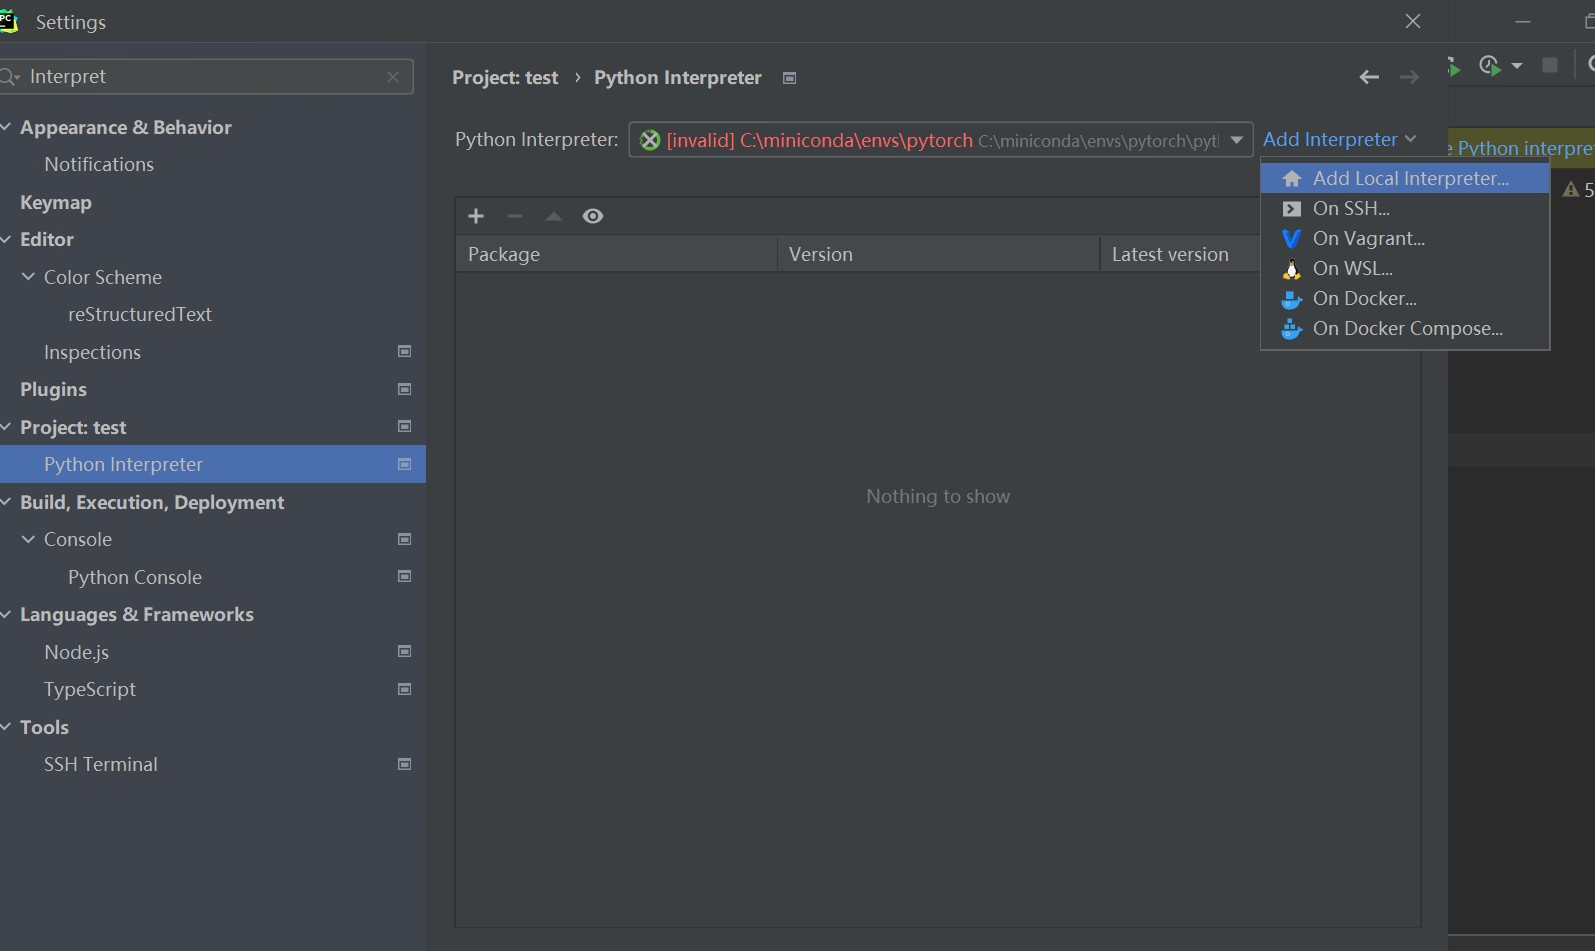 PC
Settings
Interpret
Appearance & Behavior
Notifications
Keymap
Editor
Color Scheme
reStructuredText
Inspections
Plugins
Project: test
Python Interpreter
Build, Execution, Deployment
Console
Python Console
Languages & Frameworks
Node.js
TypeScript
Tools
SSH Terminal
Project: test › Python Interpreter
Python Interpreter: [invalid] C:\miniconda\envs\pytorch C:\miniconda\envs\pytorch\pyt Add Interpreter
Package Version Latest version
Nothing to show
Add Local Interpreter...
On SSH...
On Vagrant...
On WSL...
On Docker...
On Docker Compose...
e Python interpre
5